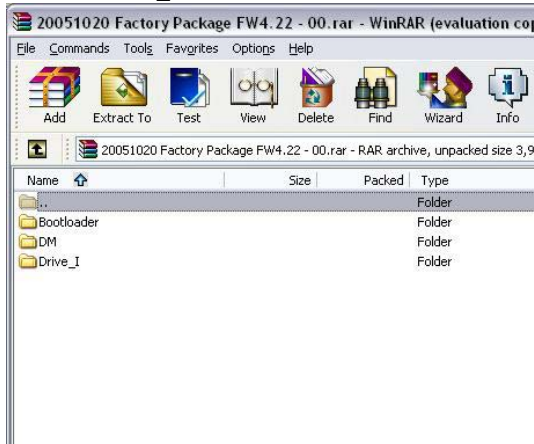 20051020 Factory Package FW4.22 - 00.rar - WinRAR (evaluation cop
File Commands Tools Favorites Options Help
Add Extract To Test View Delete Find Wizard Info
20051020 Factory Package FW4.22 - 00.rar - RAR archive, unpacked size 3,9
Name Size Packed Type
.. Folder
Bootloader Folder
DM Folder
Drive_I Folder